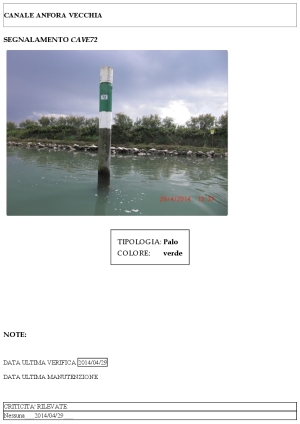 CANALE ANFORA VECCHIA
SEGNALAMENTO CAVE72
TIPOLOGIA: Palo
COLORE: verde
NOTE:
DATA ULTIMA VERIFICA 2014/04/29
DATA ULTIMA MANUTENZIONE
CRITICITA' RILEVATE
Nessuna 2014/04/29